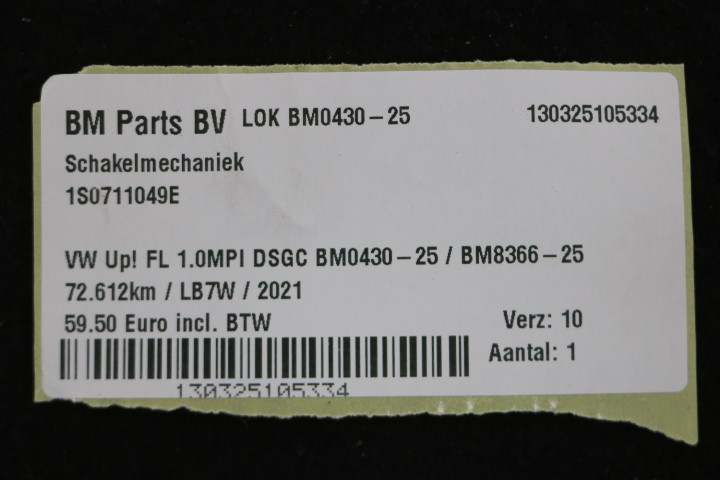 BM Parts BV LOK BM0430-25 130325105334
Schakelmechaniek
1S0711049E
VW Up! FL 1.0MPI DSGC BM0430-25 / BM8366-25
72.612km / LB7W / 2021
59.50 Euro incl. BTW Verz: 10
Aantal: 1
130325105334